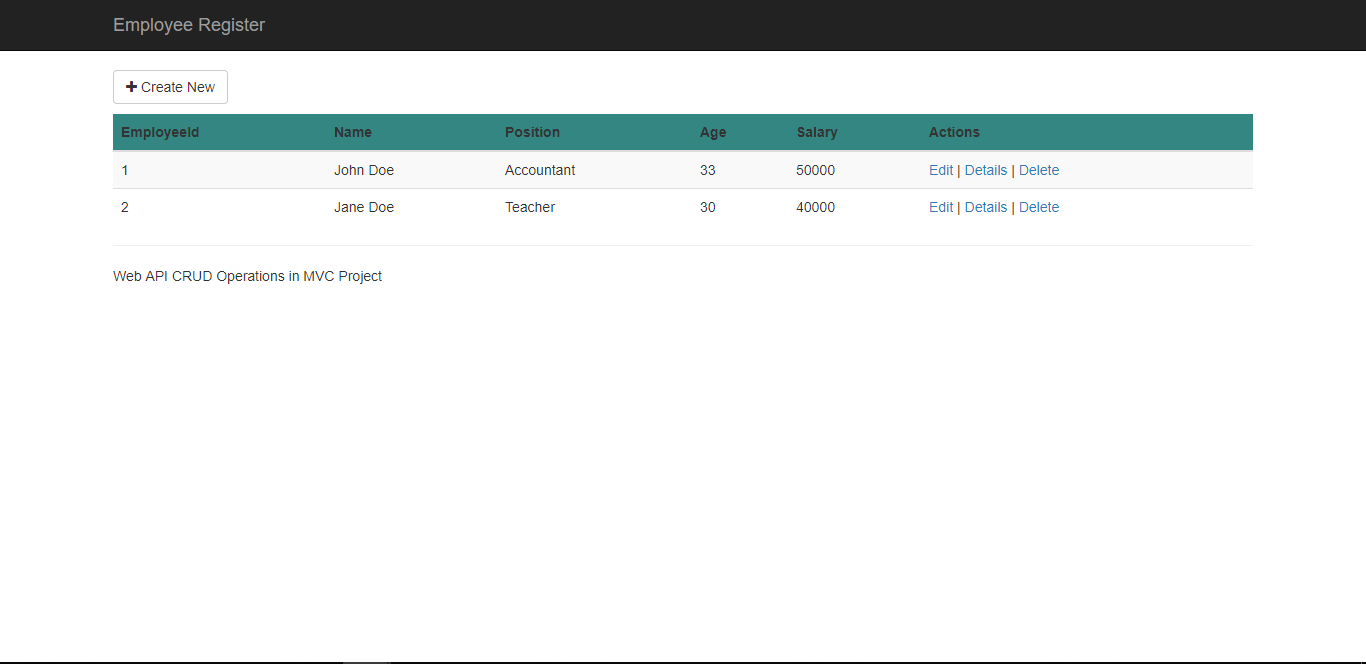 Employee Register
Create New
EmployeeId Name Position Age Salary Actions
1 John Doe Accountant 33 50000 Edit | Details | Delete
2 Jane Doe Teacher 30 40000 Edit | Details | Delete
Web API CRUD Operations in MVC Project